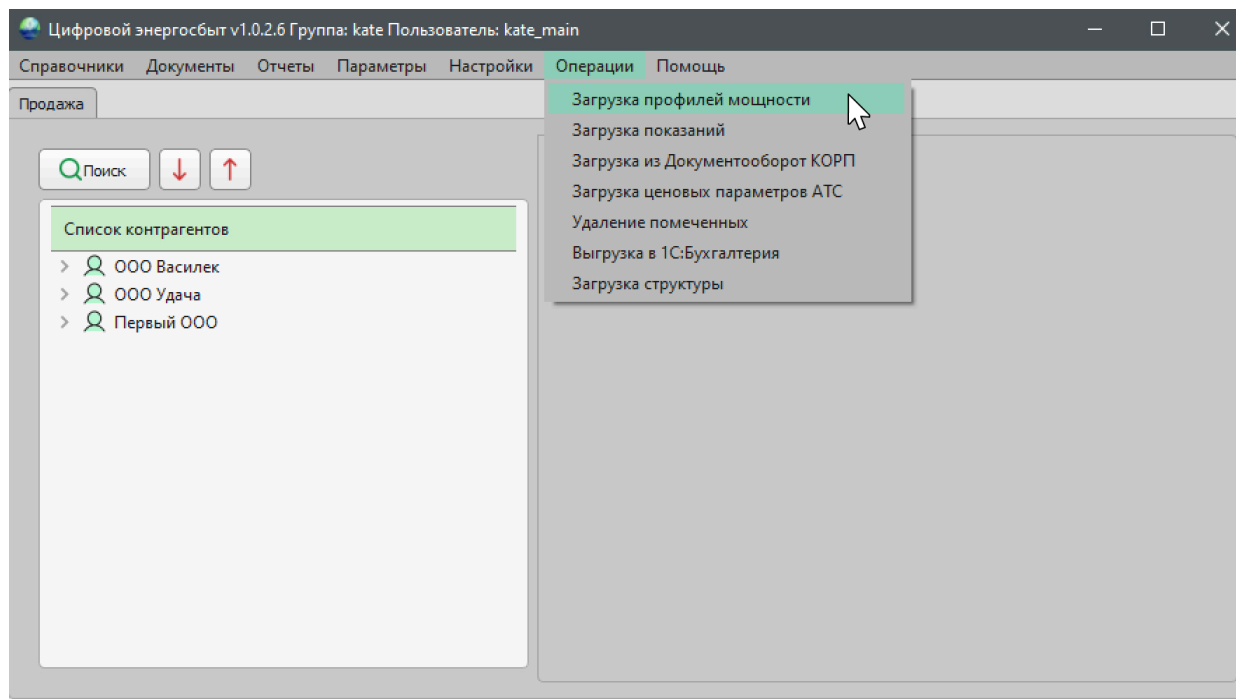 Цифровой энергосбыт v1.0.2.6 Группа: kate Пользователь: kate_main
Справочники Документы Отчеты Параметры Настройки Операции Помощь
Продажа
Загрузка профилей мощности
Загрузка показаний
Загрузка из Документооборот КОРП
Загрузка ценовых параметров АТС
Удаление помеченных
Выгрузка в 1С:Бухгалтерия
Загрузка структуры
Поиск
Список контрагентов
ООО Василек
ООО Удача
Первый ООО